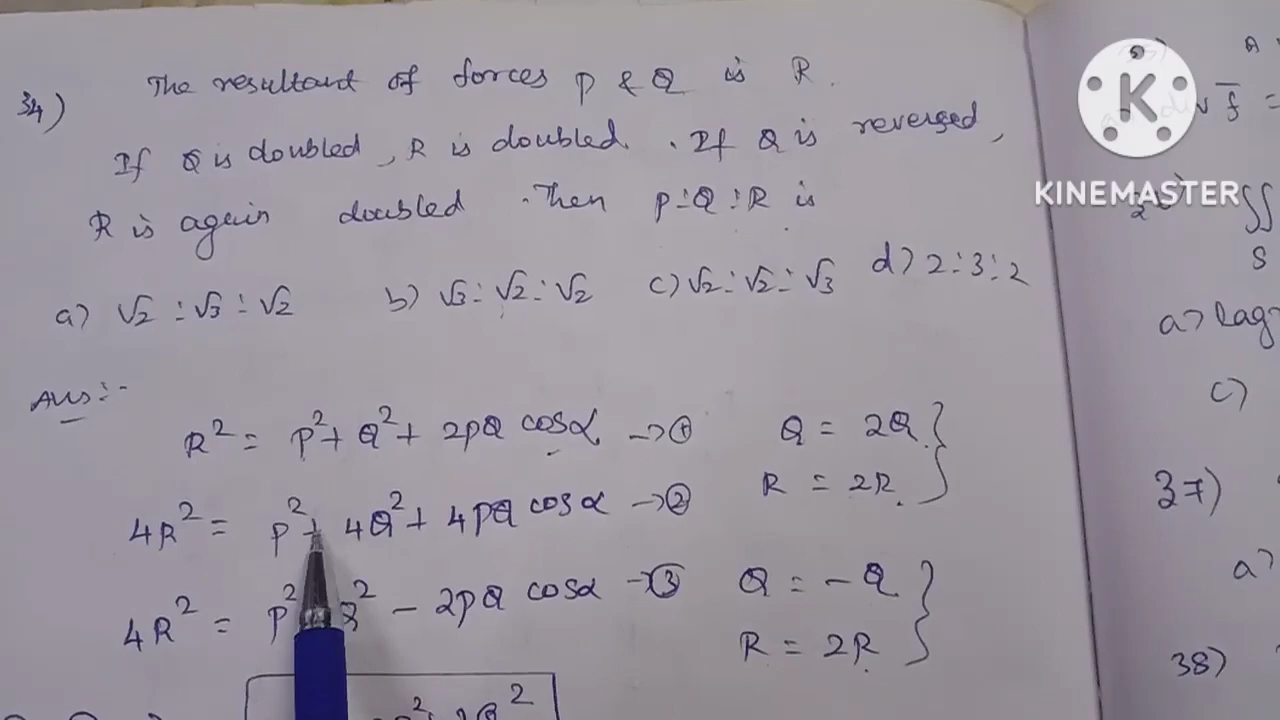 34) The resultant of forces P & Q is R.
If Q is doubled, R is doubled. If Q is reversed,
R is again doubled. Then P:Q:R is
a) √2 : √3 : √2 b) √3 : √2 : √2 c) √2 : √2 : √3 d) 2:3:2
Ans:-
R² = P² + Q² + 2PQ cosα → ① Q = 2Q
4R² = P² + 4Q² + 4PQ cosα → ② R = 2R
4R² = P² Q² - 2PQ cosα → ③ Q = -Q
R = 2R
KINEMASTER
S
a) Lag
c)
37)
a)
38)